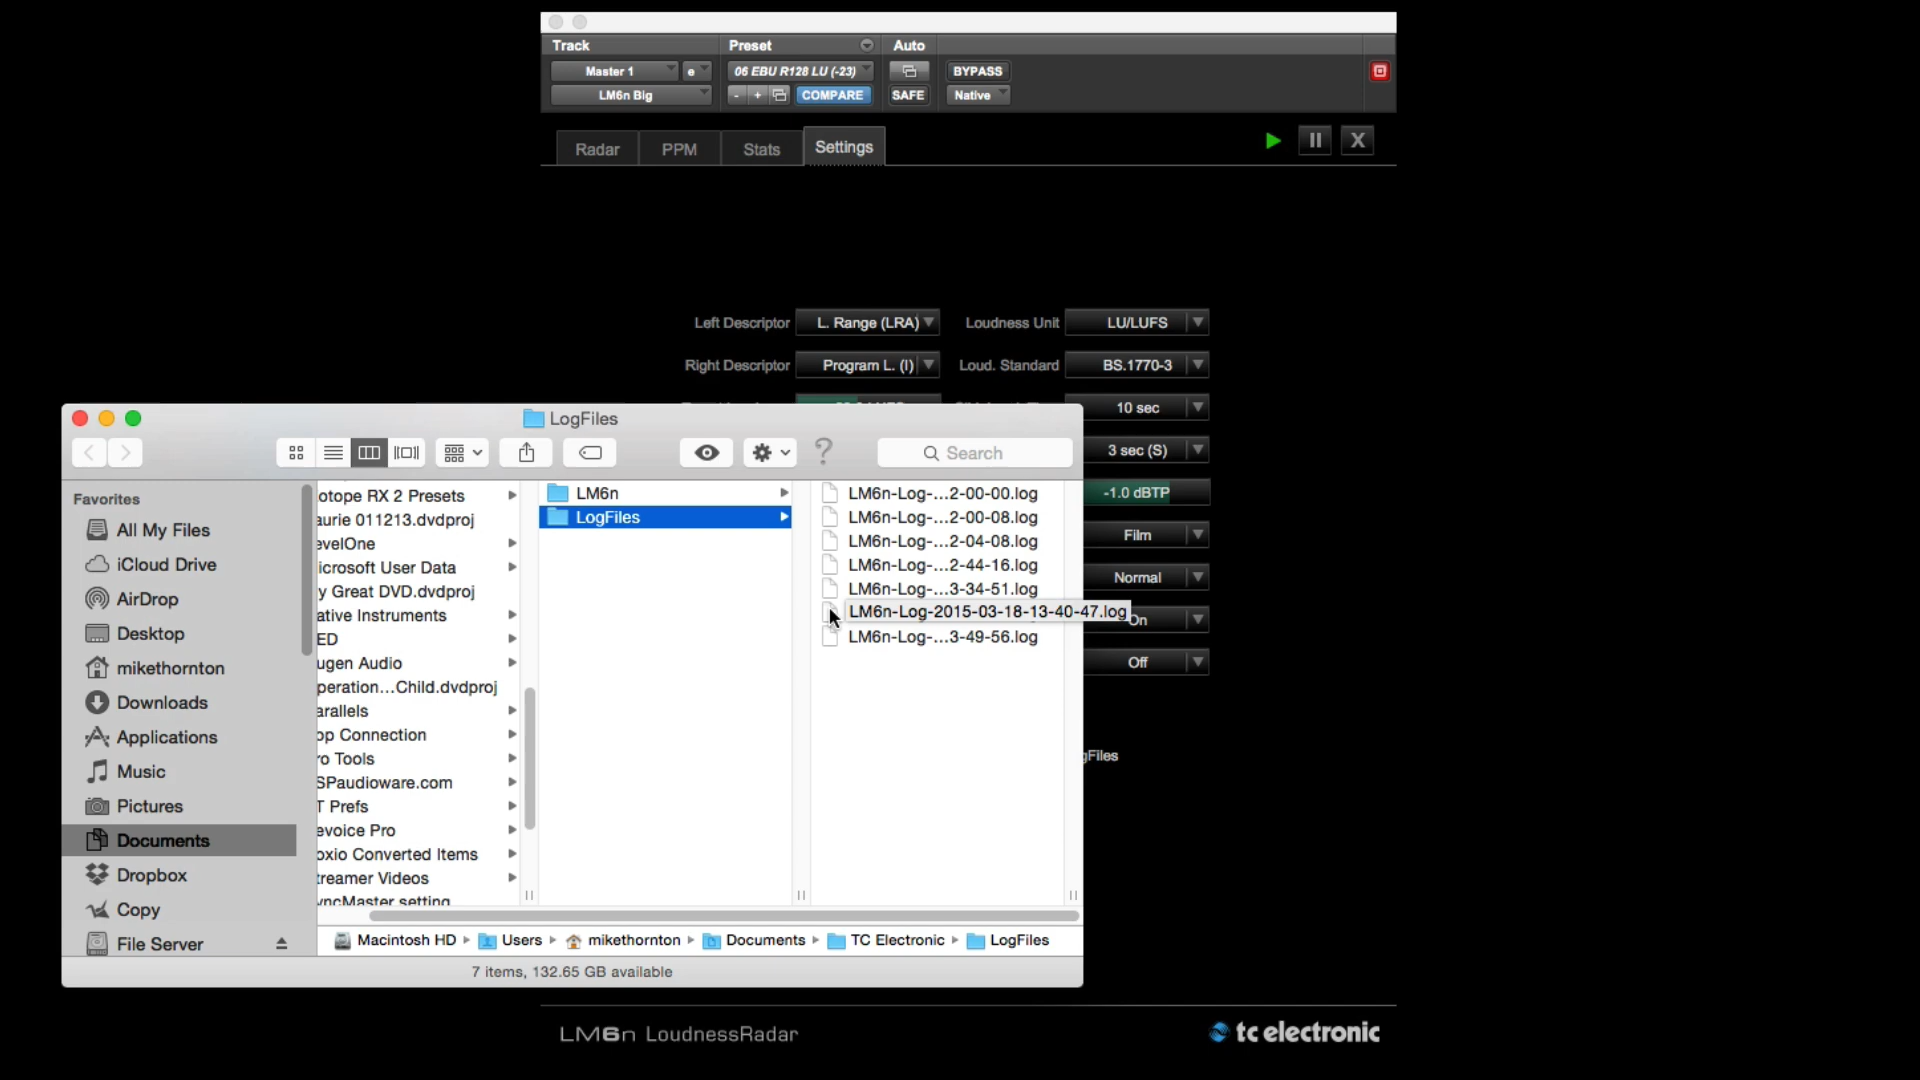 Track
Preset
Auto
Master 1
e
06 EBU R128 LU (-23)
BYPASS
LM6n Big
- +
COMPARE
SAFE
Native
Radar
PPM
Stats
Settings
X
Left Descriptor
L. Range (LRA)
Loudness Unit
LU/LUFS
Right Descriptor
Program L. (I)
Loud. Standard
BS.1770-3
10 sec
3 sec (S)
-1.0 dBTP
Film
Normal
On
Off
gFiles
LogFiles
?
Search
Favorites
All My Files
iCloud Drive
AirDrop
Desktop
mikethornton
Downloads
Applications
Music
Pictures
Documents
Dropbox
Copy
File Server
otope RX 2 Presets
aurie 011213.dvdproj
evelOne
icrosoft User Data
y Great DVD.dvdproj
ative Instruments
ED
ugen Audio
peration...Child.dvdproj
arallels
op Connection
ro Tools
SPaudioware.com
T Prefs
evoice Pro
oxio Converted Items
treamer Videos
yncMaster setting
LM6n
LogFiles
LM6n-Log-...2-00-00.log
LM6n-Log-...2-00-08.log
LM6n-Log-...2-04-08.log
LM6n-Log-...2-44-16.log
LM6n-Log-...3-34-51.log
LM6n-Log-2015-03-18-13-40-47.log
LM6n-Log-...3-49-56.log
Macintosh HD
Users
mikethornton
Documents
TC Electronic
LogFiles
7 items, 132.65 GB available
LM6n LoudnessRadar
tc electronic